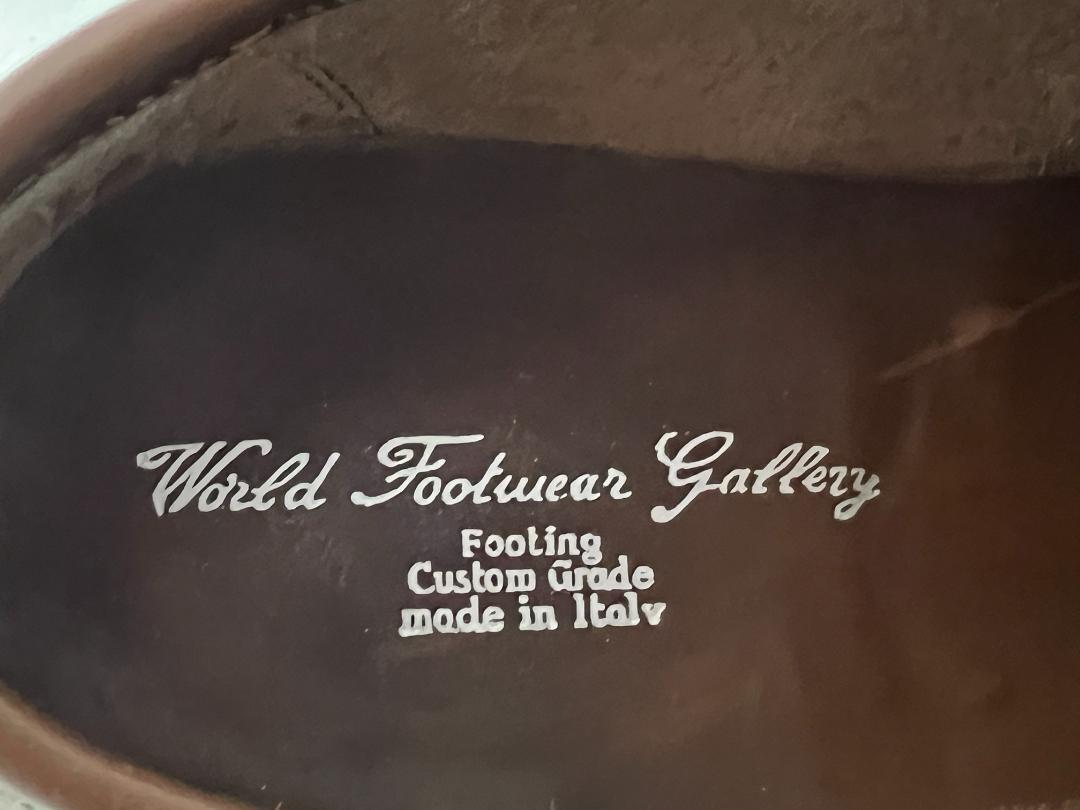 World Footwear Gallery
Footing
Custom Grade
made in Italy